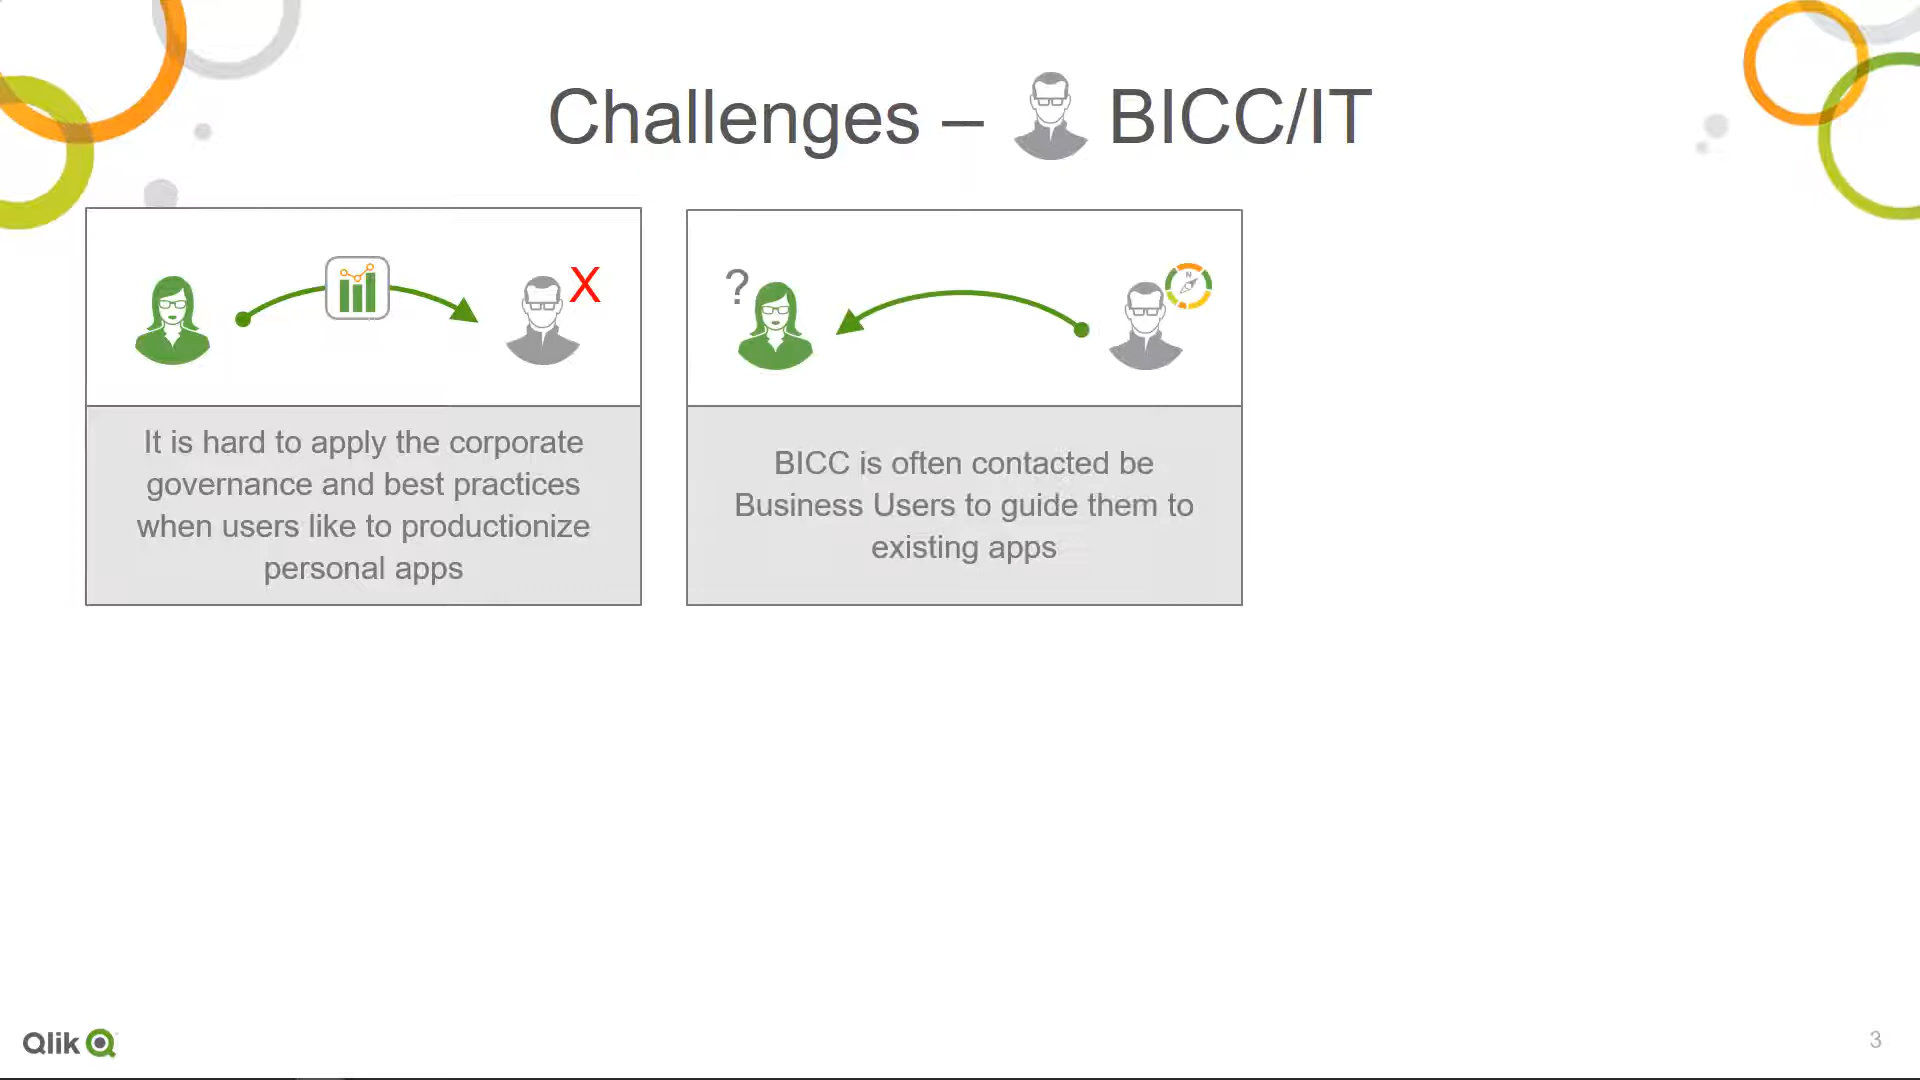 Challenges – BICC/IT
X
?
N
It is hard to apply the corporate
governance and best practices
when users like to productionize
personal apps
BICC is often contacted be
Business Users to guide them to
existing apps
Qlik
3